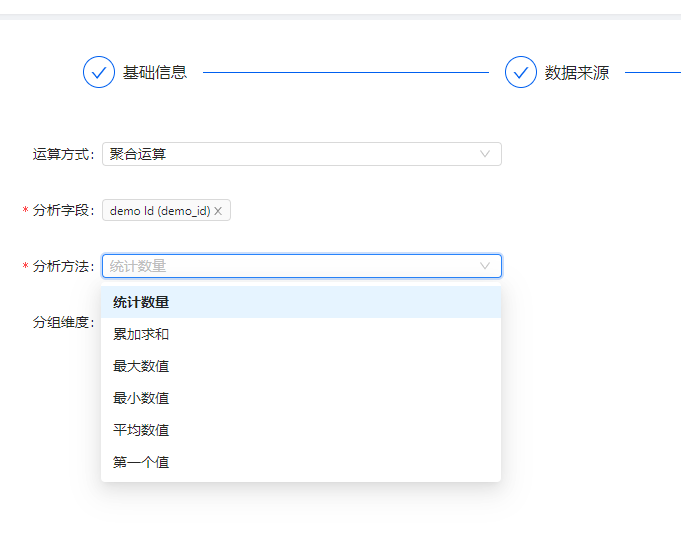 基础信息
数据来源
运算方式: 聚合运算
* 分析字段: demo Id (demo_id) ×
* 分析方法: 统计数量
分组维度:
统计数量
累加求和
最大数值
最小数值
平均数值
第一个值